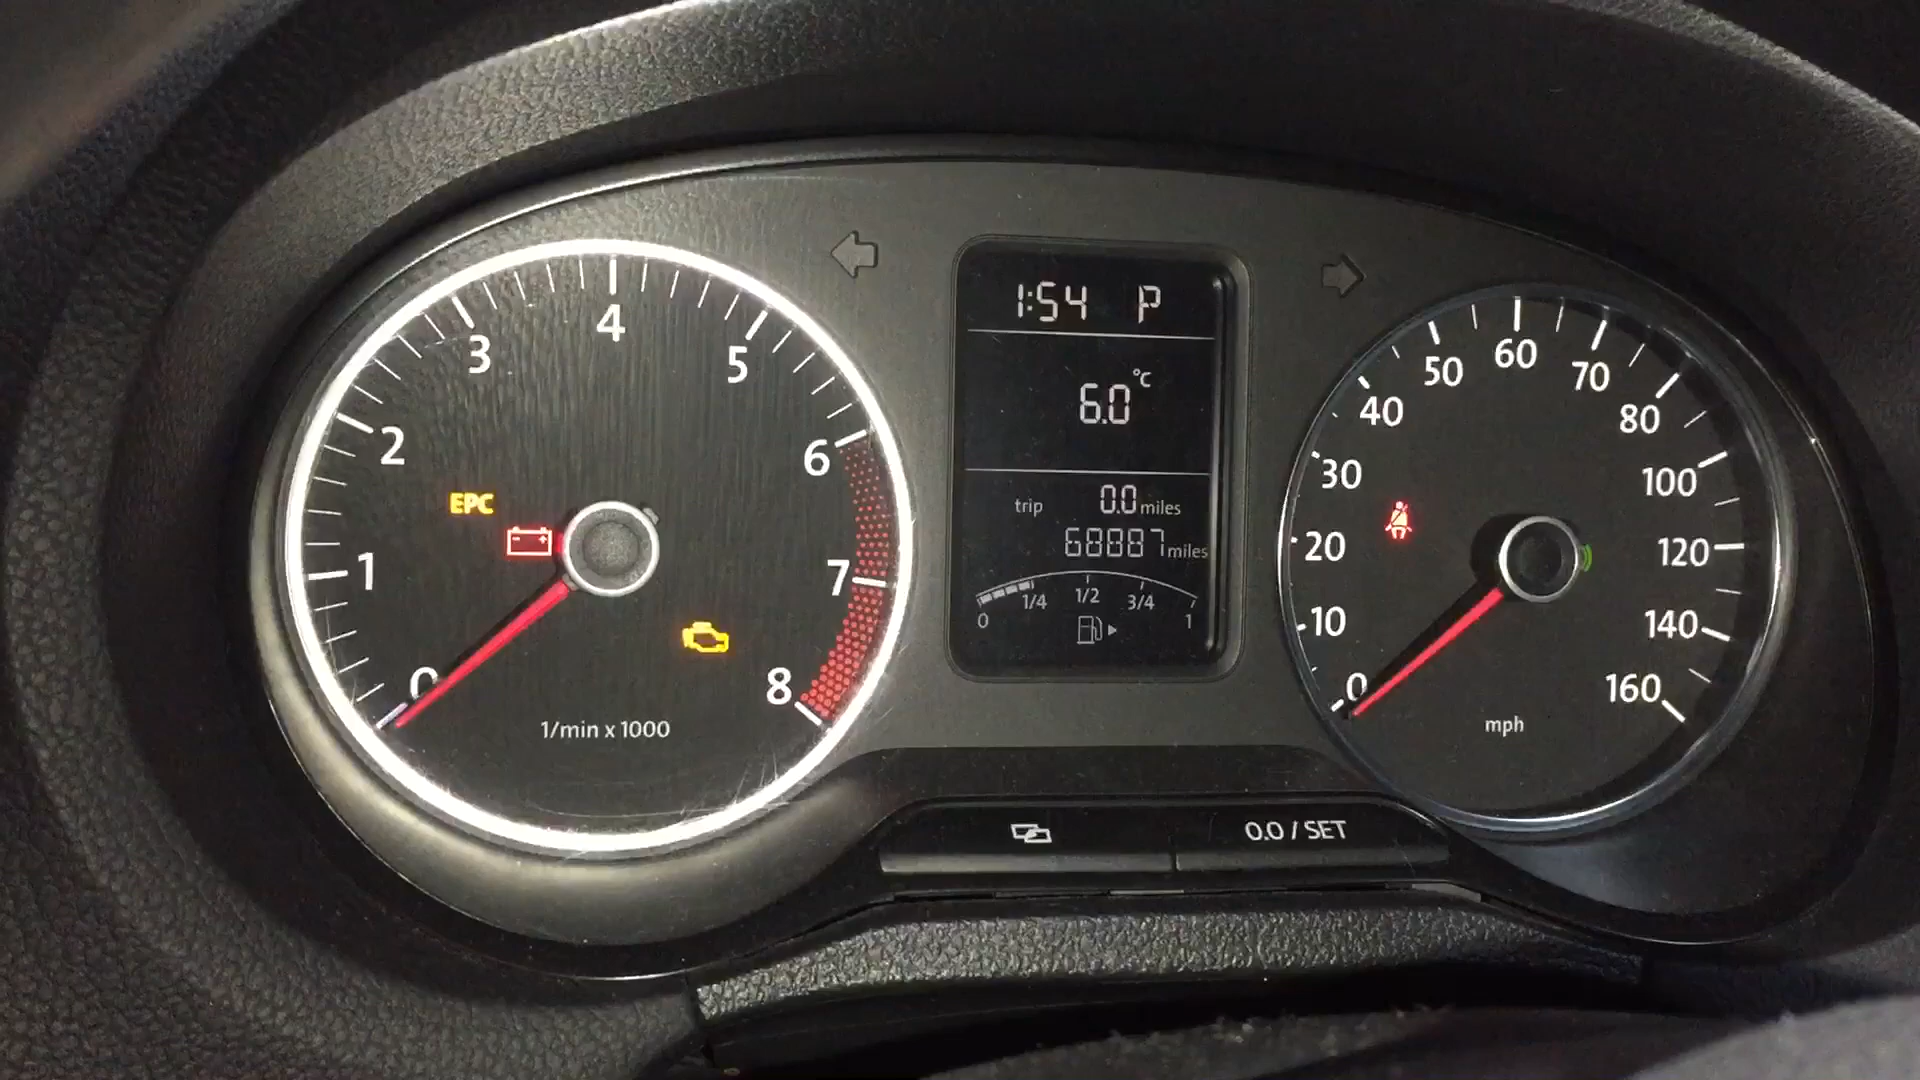 1:54 P
6.0 °C
trip 0.0 miles
68887 miles
0 1/4 1/2 3/4 1
EPC
0 1 2 3 4 5 6 7 8
1/min x 1000
0 10 20 30 40 50 60 70 80 100 120 140 160
mph
0.0 / SET